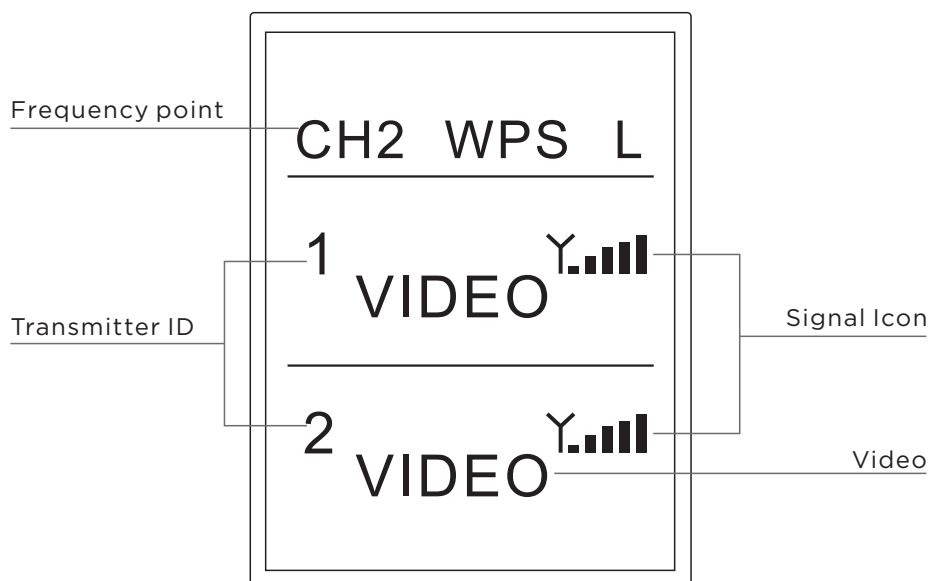 Frequency point
CH2 WPS L
1
VIDEO
Transmitter ID
Signal Icon
2
VIDEO
Video